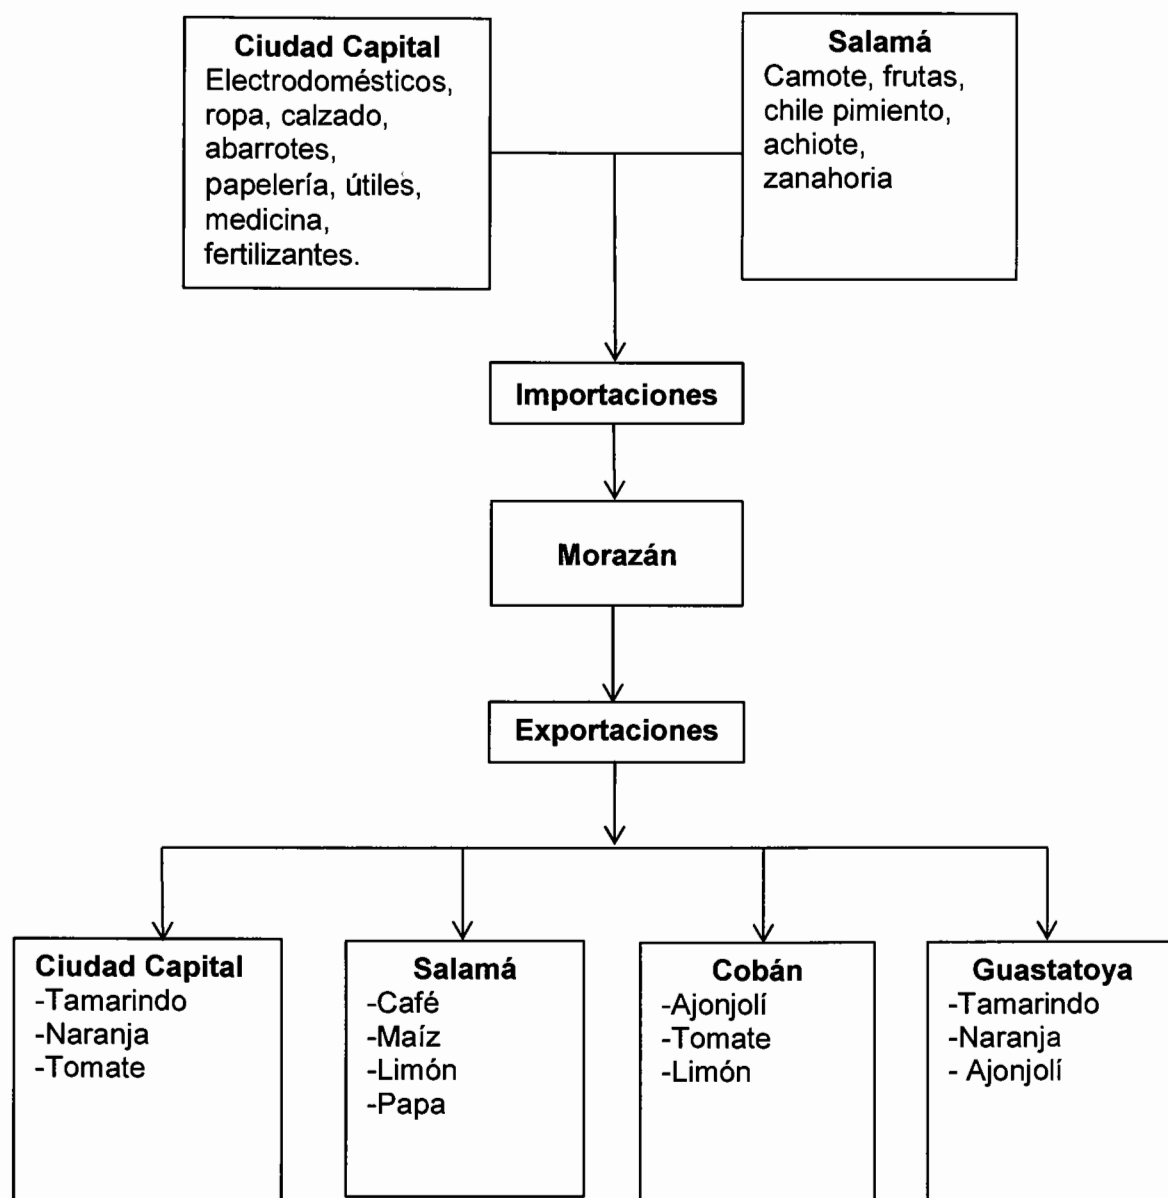 Ciudad Capital
Electrodomésticos,
ropa, calzado,
abarrotes,
papelería, útiles,
medicina,
fertilizantes.
Salamá
Camote, frutas,
chile pimiento,
achiote,
zanahoria
Importaciones
Morazán
Exportaciones
Ciudad Capital
-Tamarindo
-Naranja
-Tomate
Salamá
-Café
-Maíz
-Limón
-Papa
Cobán
-Ajonjolí
-Tomate
-Limón
Guastatoya
-Tamarindo
-Naranja
- Ajonjolí